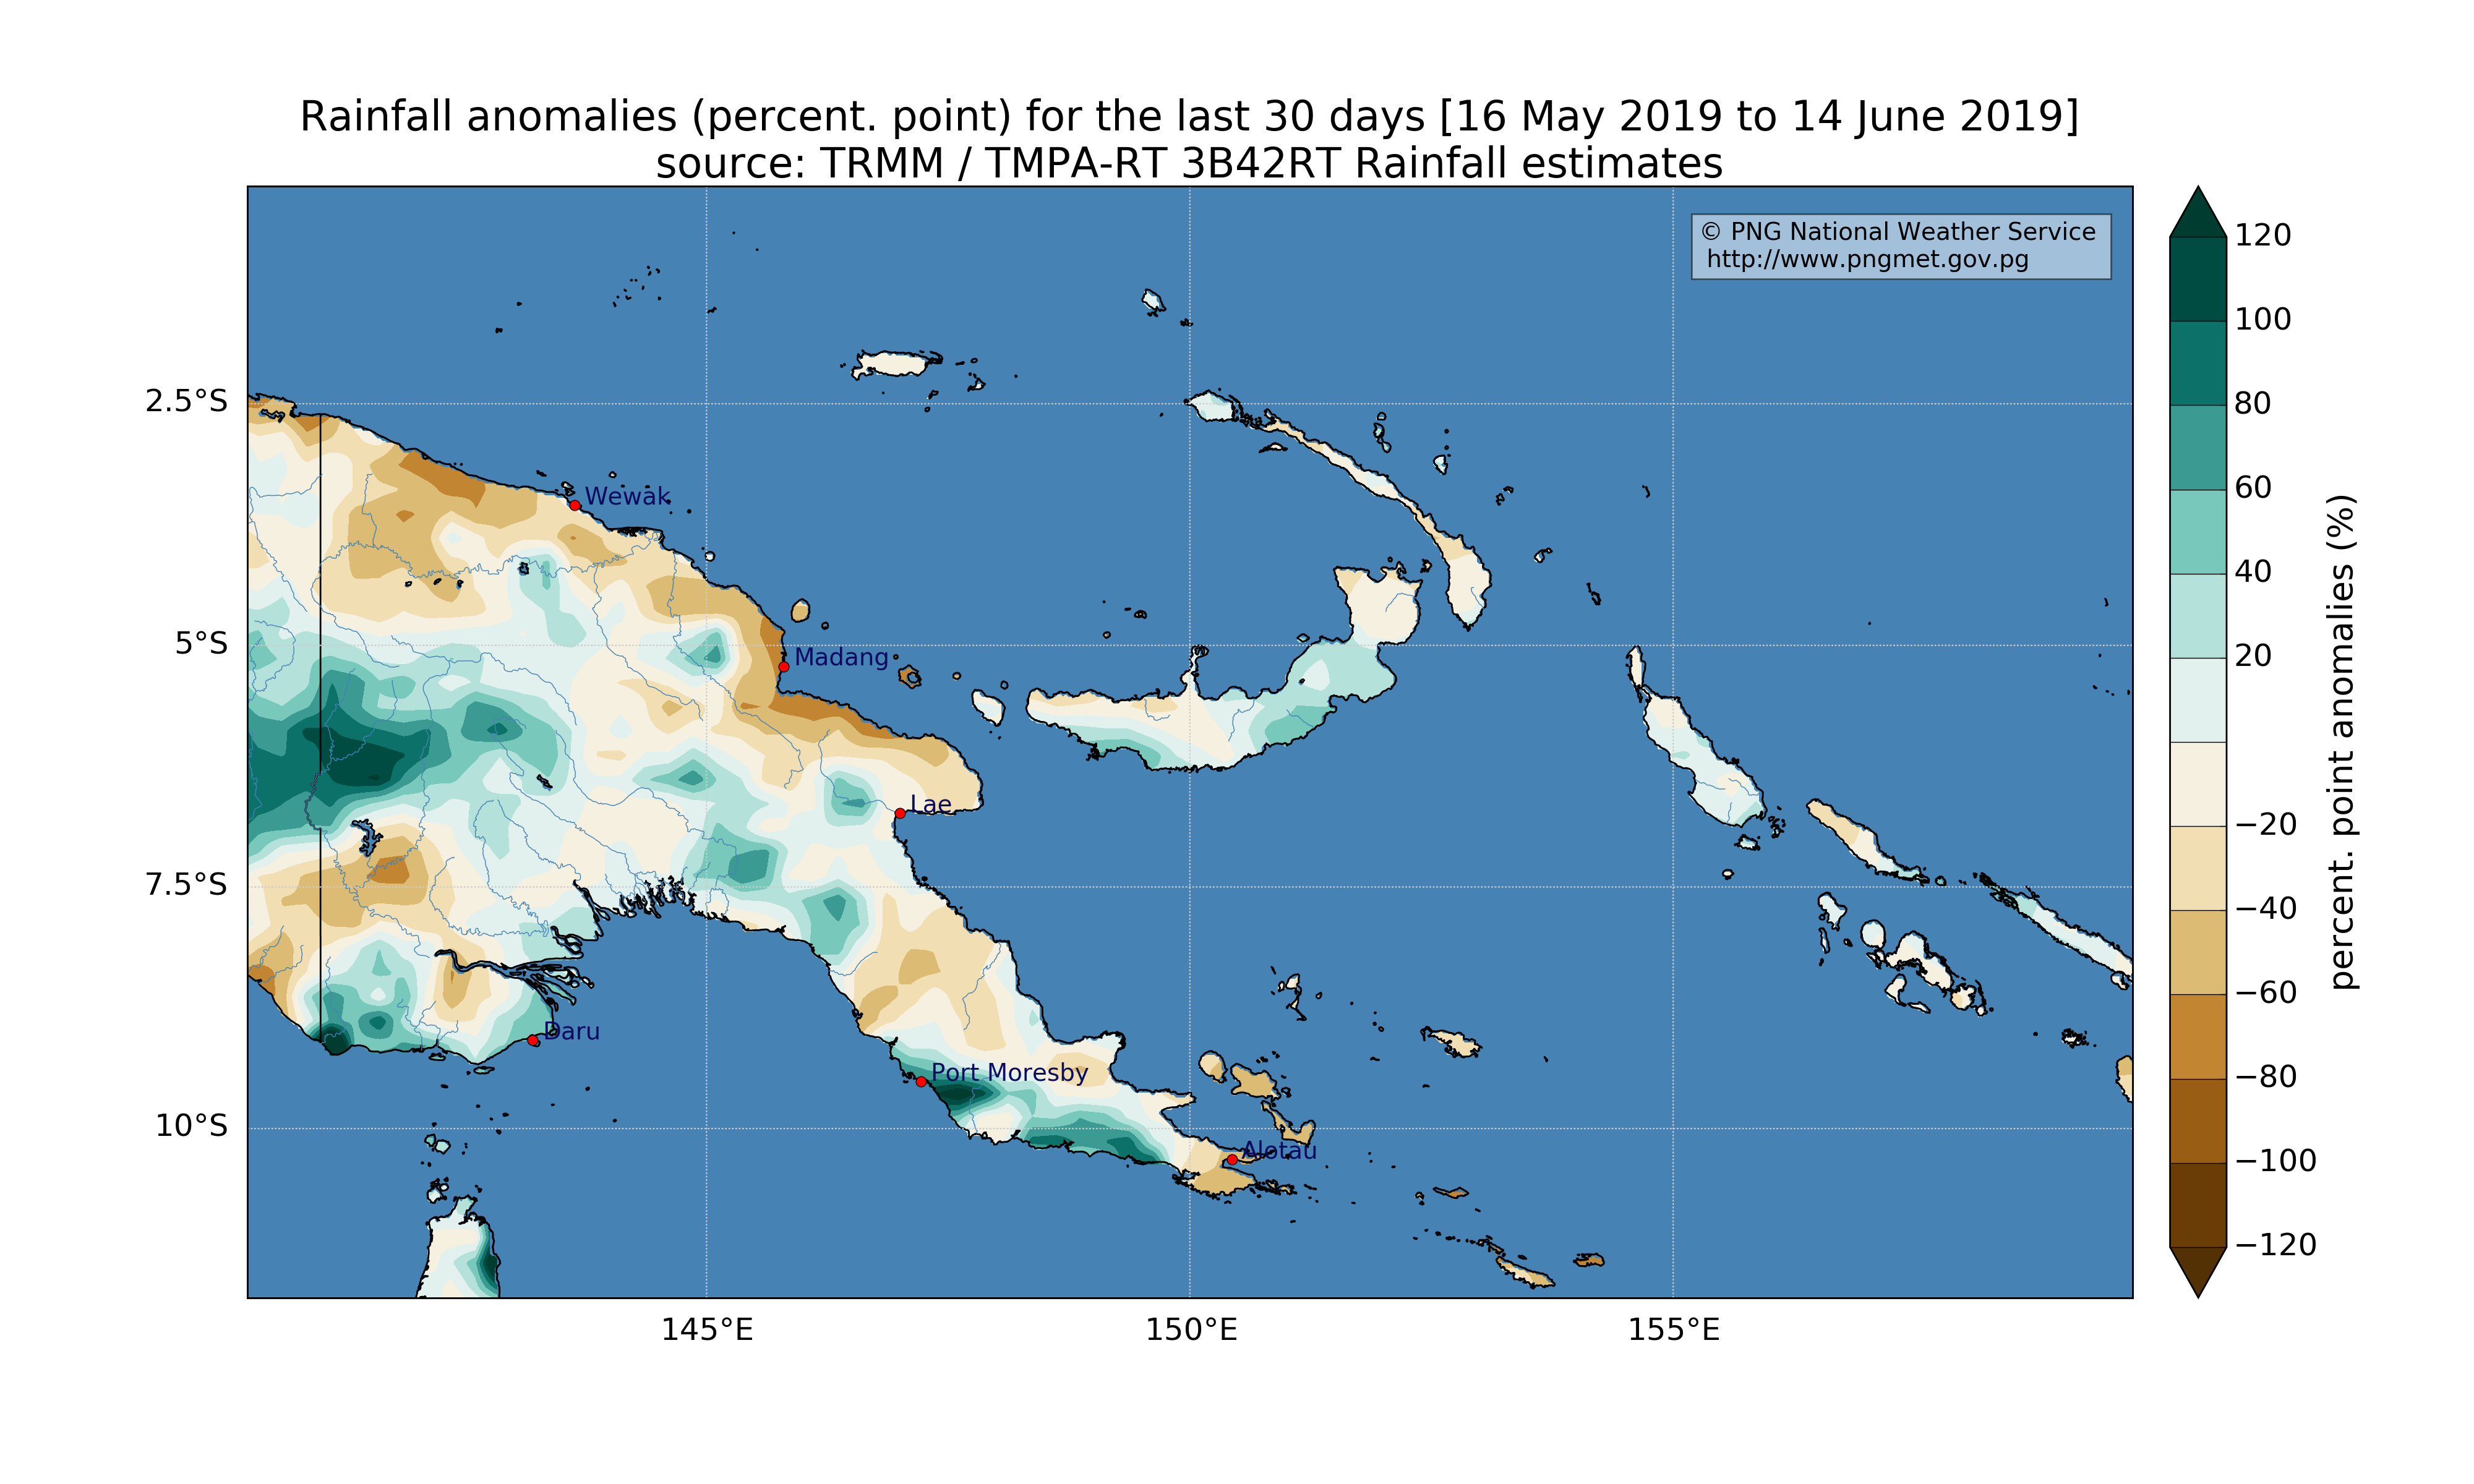 Rainfall anomalies (percent. point) for the last 30 days [16 May 2019 to 14 June 2019]
source: TRMM / TMPA-RT 3B42RT Rainfall estimates
© PNG National Weather Service
http://www.pngmet.gov.pg
2.5°S
5°S
7.5°S
10°S
Wewak
Madang
Lae
Daru
Port Moresby
Alotau
145°E
150°E
155°E
120
100
80
60
40
20
−20
−40
−60
−80
−100
−120
percent. point anomalies (%)